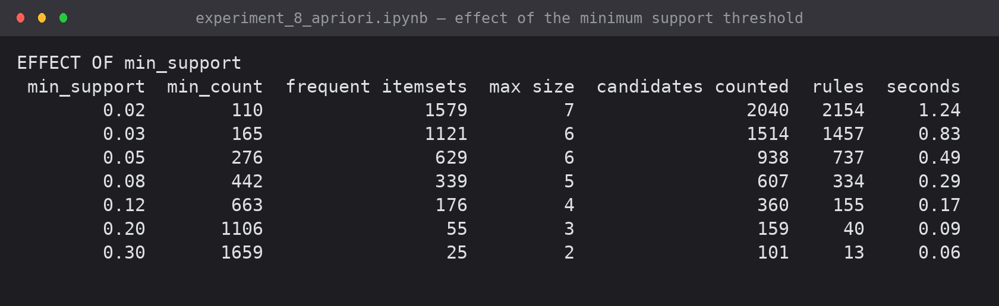 experiment_8_apriori.ipynb — effect of the minimum support threshold
EFFECT OF min_support
min_support  min_count  frequent itemsets  max size  candidates counted  rules  seconds
0.02  110  1579  7  2040  2154  1.24
0.03  165  1121  6  1514  1457  0.83
0.05  276  629  6  938  737  0.49
0.08  442  339  5  607  334  0.29
0.12  663  176  4  360  155  0.17
0.20  1106  55  3  159  40  0.09
0.30  1659  25  2  101  13  0.06